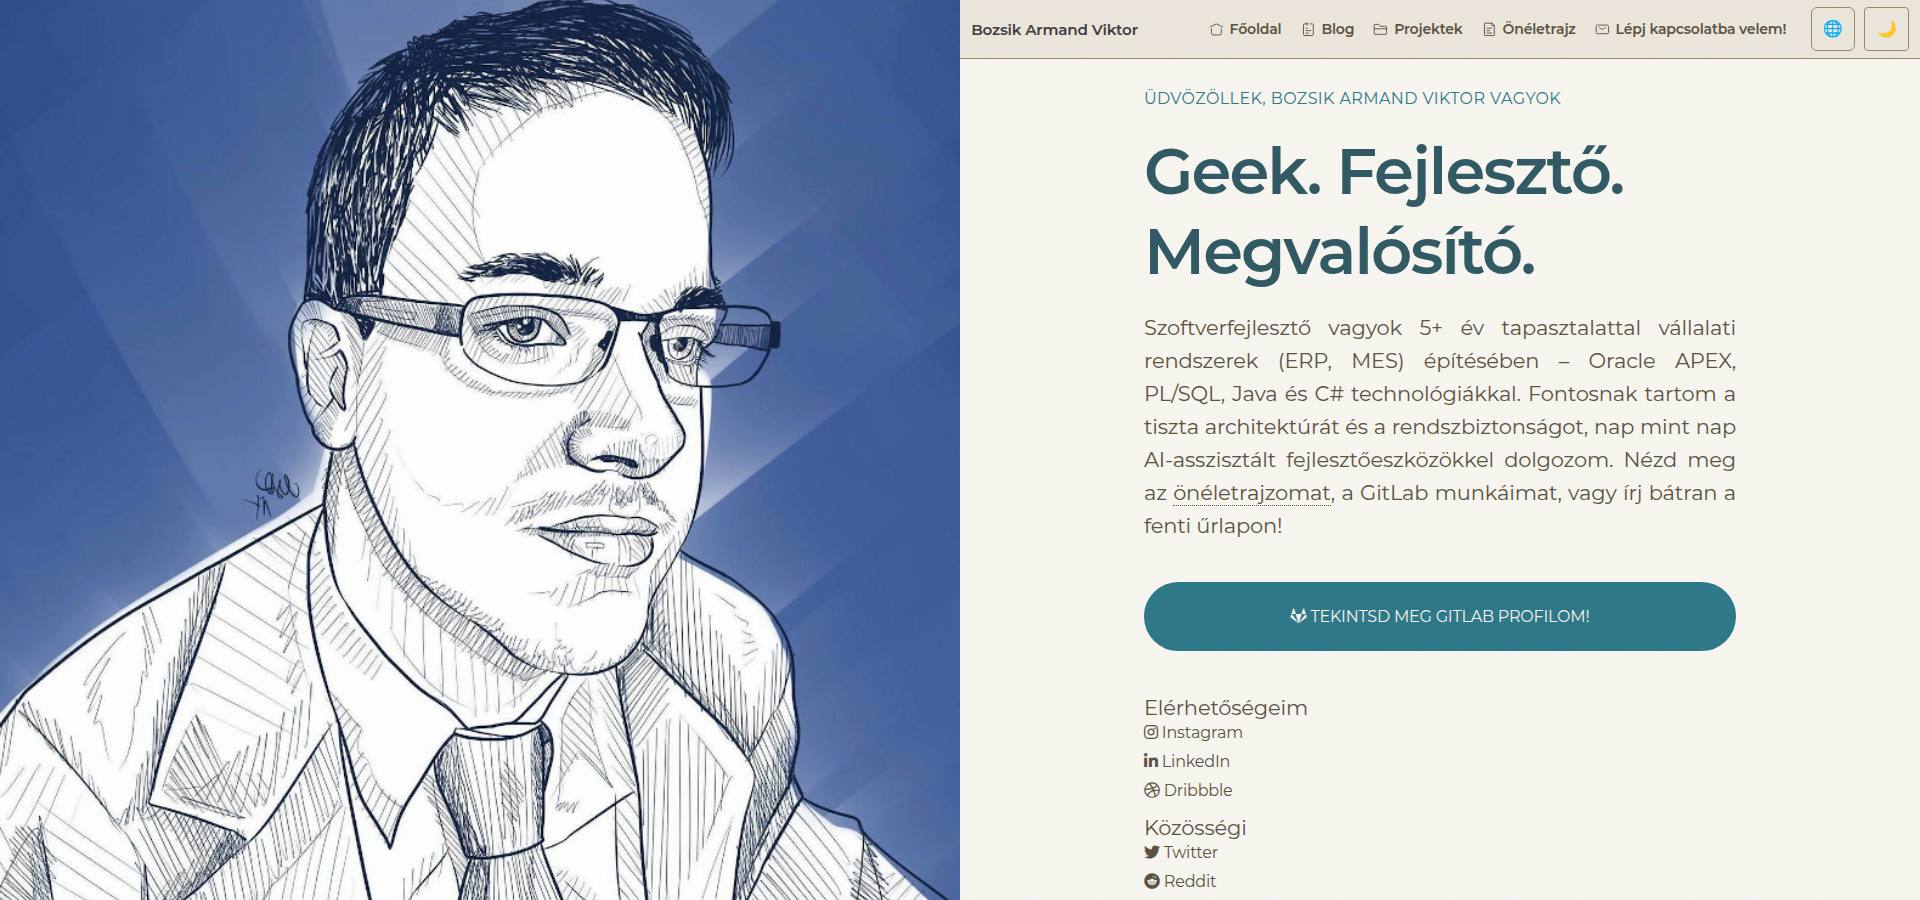 Bozsik Armand Viktor
Főoldal
Blog
Projektek
Önéletrajz
Lépj kapcsolatba velem!
ÜDVÖZÖLLEK, BOZSIK ARMAND VIKTOR VAGYOK
Geek. Fejlesztő.
Megvalósító.
Szoftverfejlesztő vagyok 5+ év tapasztalattal vállalati
rendszerek (ERP, MES) építésében – Oracle APEX,
PL/SQL, Java és C# technológiákkal. Fontosnak tartom a
tiszta architektúrát és a rendszbiztonságot, nap mint nap
AI-asszisztált fejlesztőeszközökkel dolgozom. Nézd meg
az önéletrajzomat, a GitLab munkáimat, vagy írj bátran a
fenti űrlapon!
TEKINTSD MEG GITLAB PROFILOM!
Elérhetőségeim
Instagram
LinkedIn
Dribbble
Közösségi
Twitter
Reddit